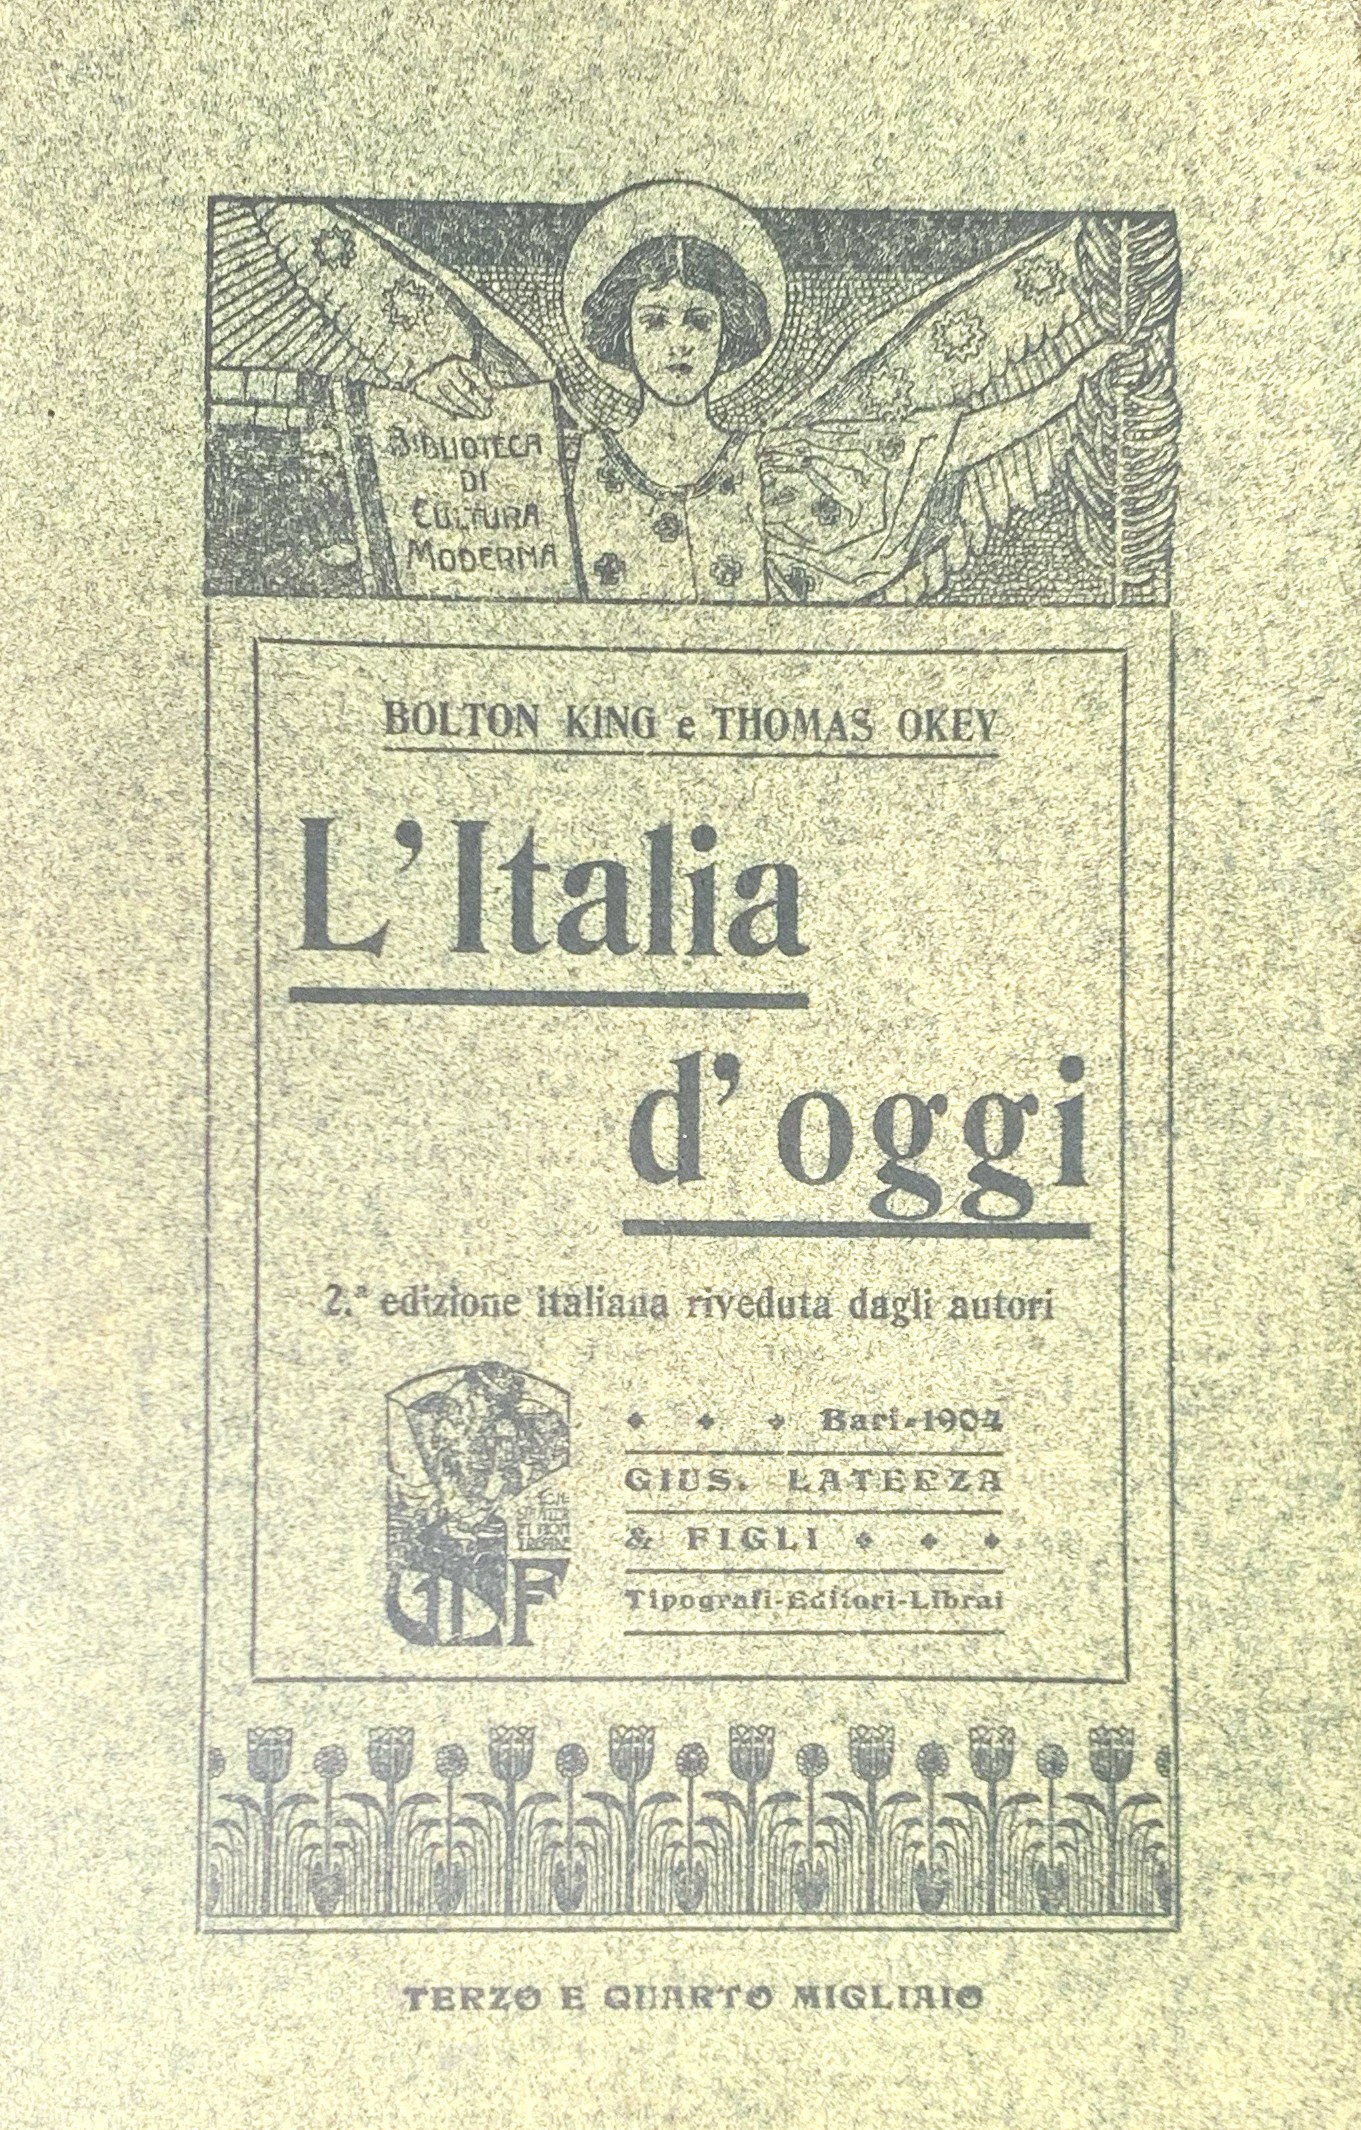 BIBLIOTECA
DI
CULTURA
MODERNA
BOLTON KING e THOMAS OKEY
L'Italia
d'oggi
2.ª edizione italiana riveduta dagli autori
Bari-1904
GIUS. LATERZA
& FIGLI
Tipografi-Editori-Librai
GLF
TERZO E QUARTO MIGLIAIO